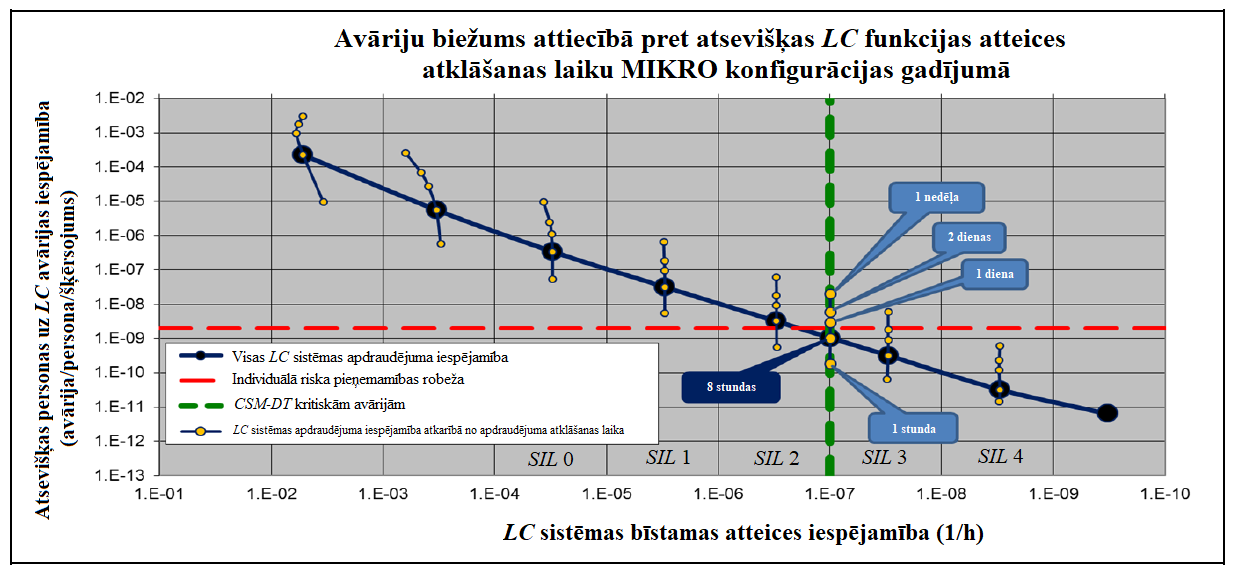 Avāriju biežums attiecībā pret atsevišķas LC funkcijas atteices
atklāšanas laiku MIKRO konfigurācijas gadījumā
Atsevišķas personas uz LC avārijas iespējamība
(avārija/persona/šķērsojums)
1.E-02
1.E-03
1.E-04
1.E-05
1.E-06
1.E-07
1.E-08
1.E-09
1.E-10
1.E-11
1.E-12
1.E-13
1 nedēļa
2 dienas
1 diena
8 stundas
1 stunda
Visas LC sistēmas apdraudējuma iespējamība
Individuālā riska pieņemamības robeža
CSM-DT kritiskām avārijām
LC sistēmas apdraudējuma iespējamība atkarībā no apdraudējuma atklāšanas laika
SIL 0 SIL 1 SIL 2 SIL 3 SIL 4
1.E-01 1.E-02 1.E-03 1.E-04 1.E-05 1.E-06 1.E-07 1.E-08 1.E-09 1.E-10
LC sistēmas bīstamas atteices iespējamība (1/h)